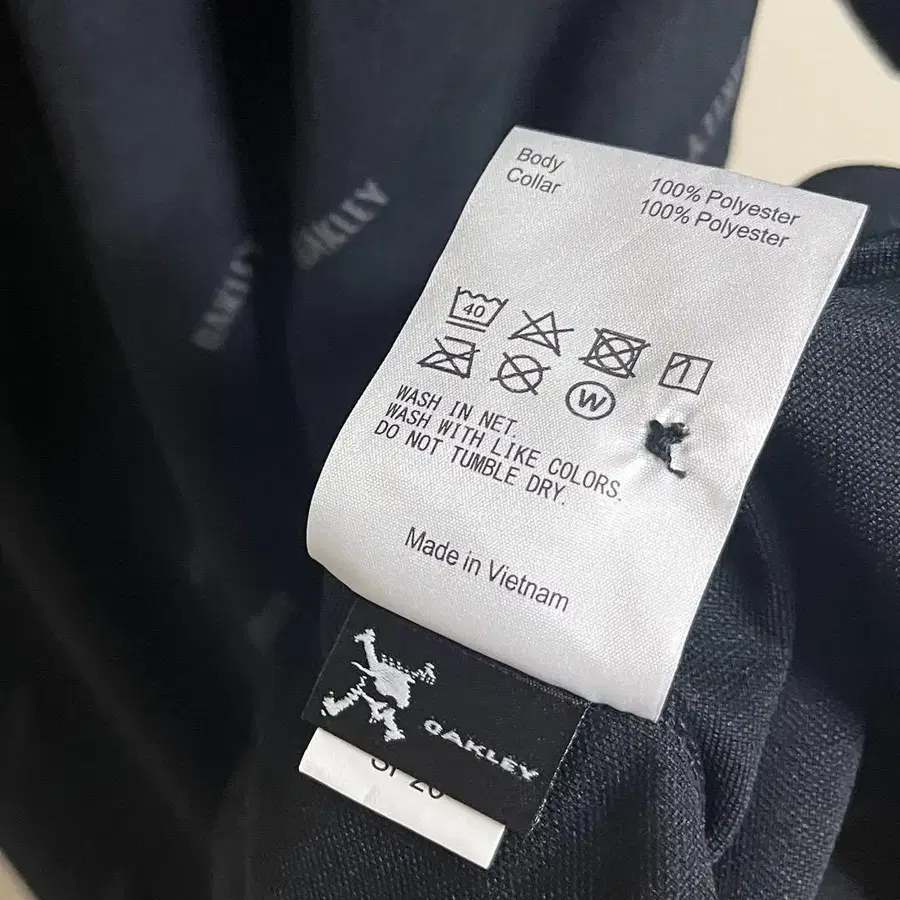 OAKLEY
OAKLEY
Body 100% Polyester
Collar 100% Polyester
40
W
WASH IN NET.
WASH WITH LIKE COLORS.
DO NOT TUMBLE DRY.
Made in Vietnam
OAKLEY